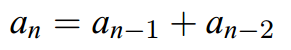 aₙ = aₙ₋₁ + aₙ₋₂